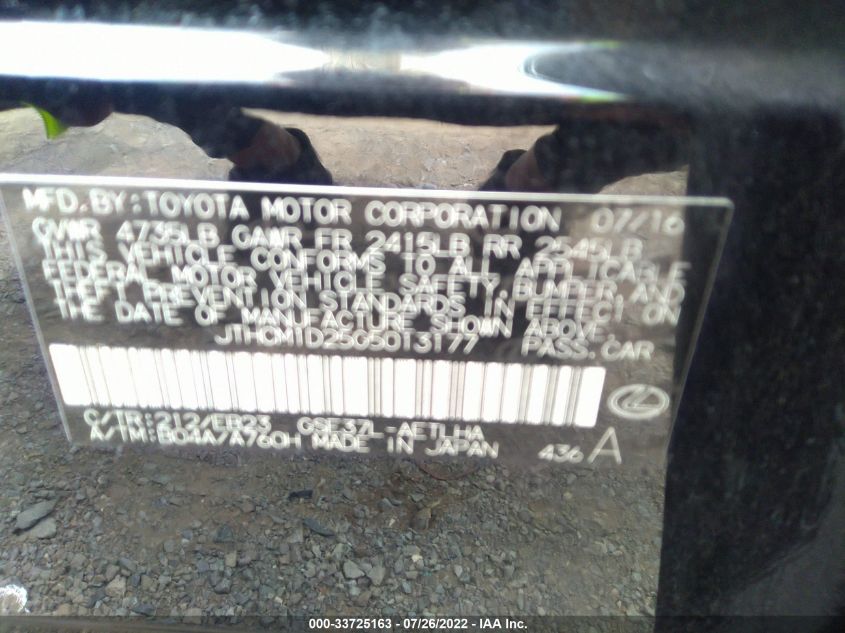 MFD. BY: TOYOTA MOTOR CORPORATION 07/16
GVWR 4735LB GAWR FR 2415LB RR 2545LB
THIS VEHICLE CONFORMS TO ALL APPLICABLE
FEDERAL MOTOR VEHICLE SAFETY, BUMPER AND
THEFT PREVENTION STANDARDS IN EFFECT ON
THE DATE OF MANUFACTURE SHOWN ABOVE.
JTHCM1D25G5013177 PASS. CAR
C/TR:212/EB23 GSE37L-AETLHA
A/TM:B04A/A760H MADE IN JAPAN 436 A
000-33725163 - 07/26/2022 - IAA Inc.